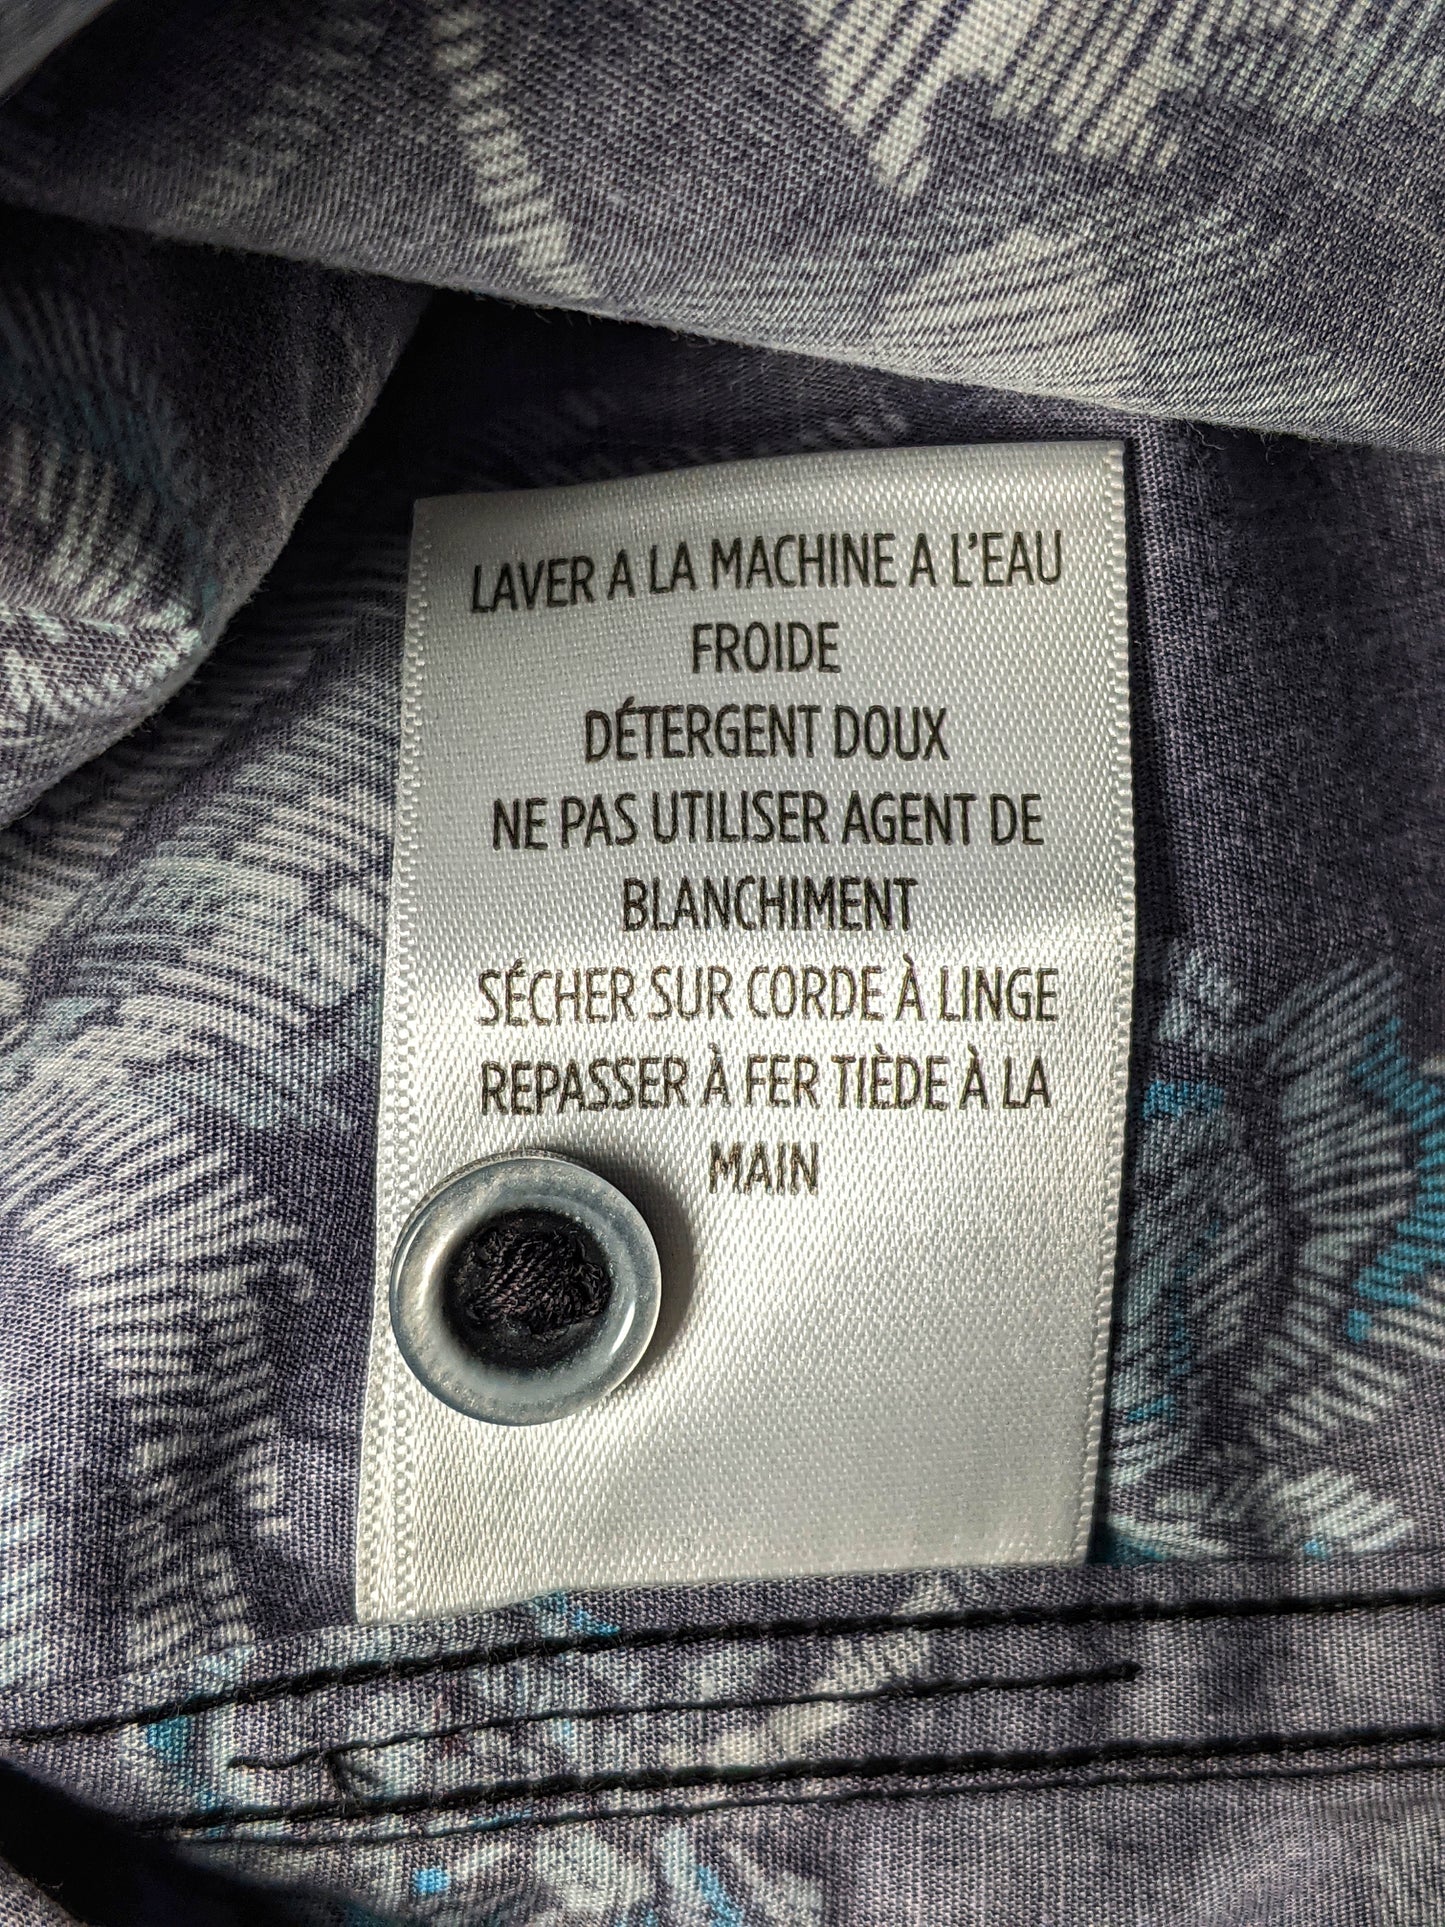 LAVER A LA MACHINE A L'EAU
FROIDE
DÉTERGENT DOUX
NE PAS UTILISER AGENT DE
BLANCHIMENT
SÉCHER SUR CORDE À LINGE
REPASSER À FER TIÈDE À LA
MAIN